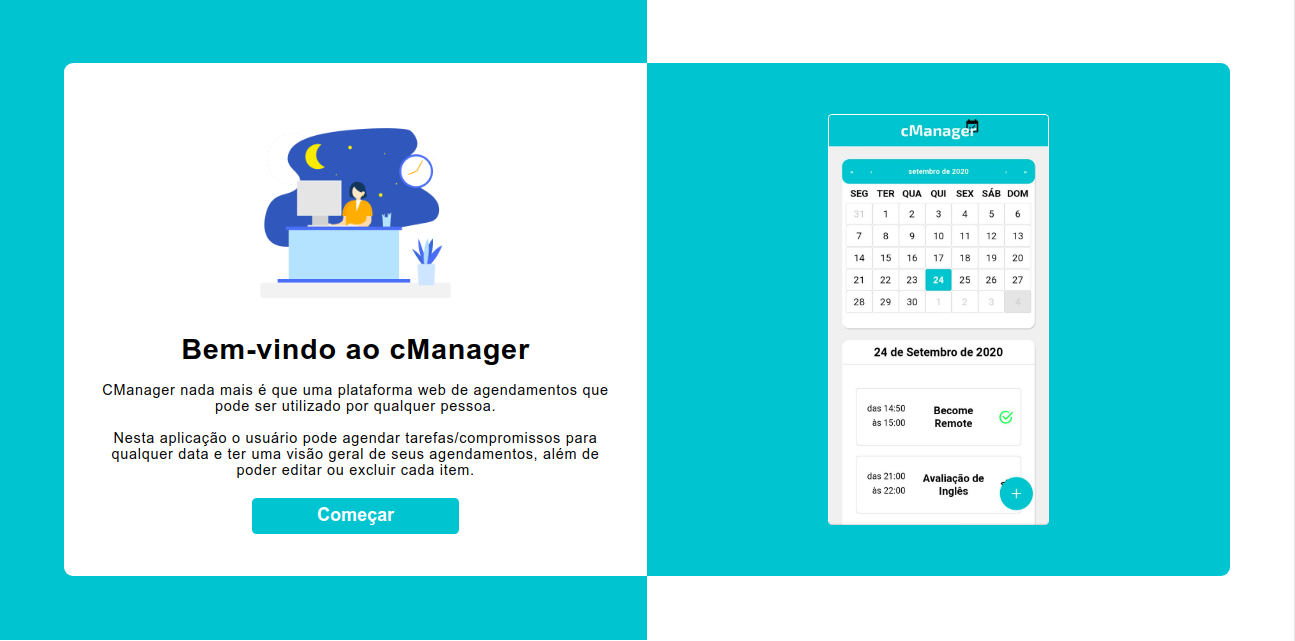 Bem-vindo ao cManager
CManager nada mais é que uma plataforma web de agendamentos que
pode ser utilizado por qualquer pessoa.
Nesta aplicação o usuário pode agendar tarefas/compromissos para
qualquer data e ter uma visão geral de seus agendamentos, além de
poder editar ou excluir cada item.
Começar
cManager
« ‹ setembro de 2020 › »
SEG TER QUA QUI SEX SÁB DOM
31 1 2 3 4 5 6
7 8 9 10 11 12 13
14 15 16 17 18 19 20
21 22 23 24 25 26 27
28 29 30 1 2 3 4
24 de Setembro de 2020
das 14:50
às 15:00
Become
Remote
das 21:00
às 22:00
Avaliação de
Inglês
+